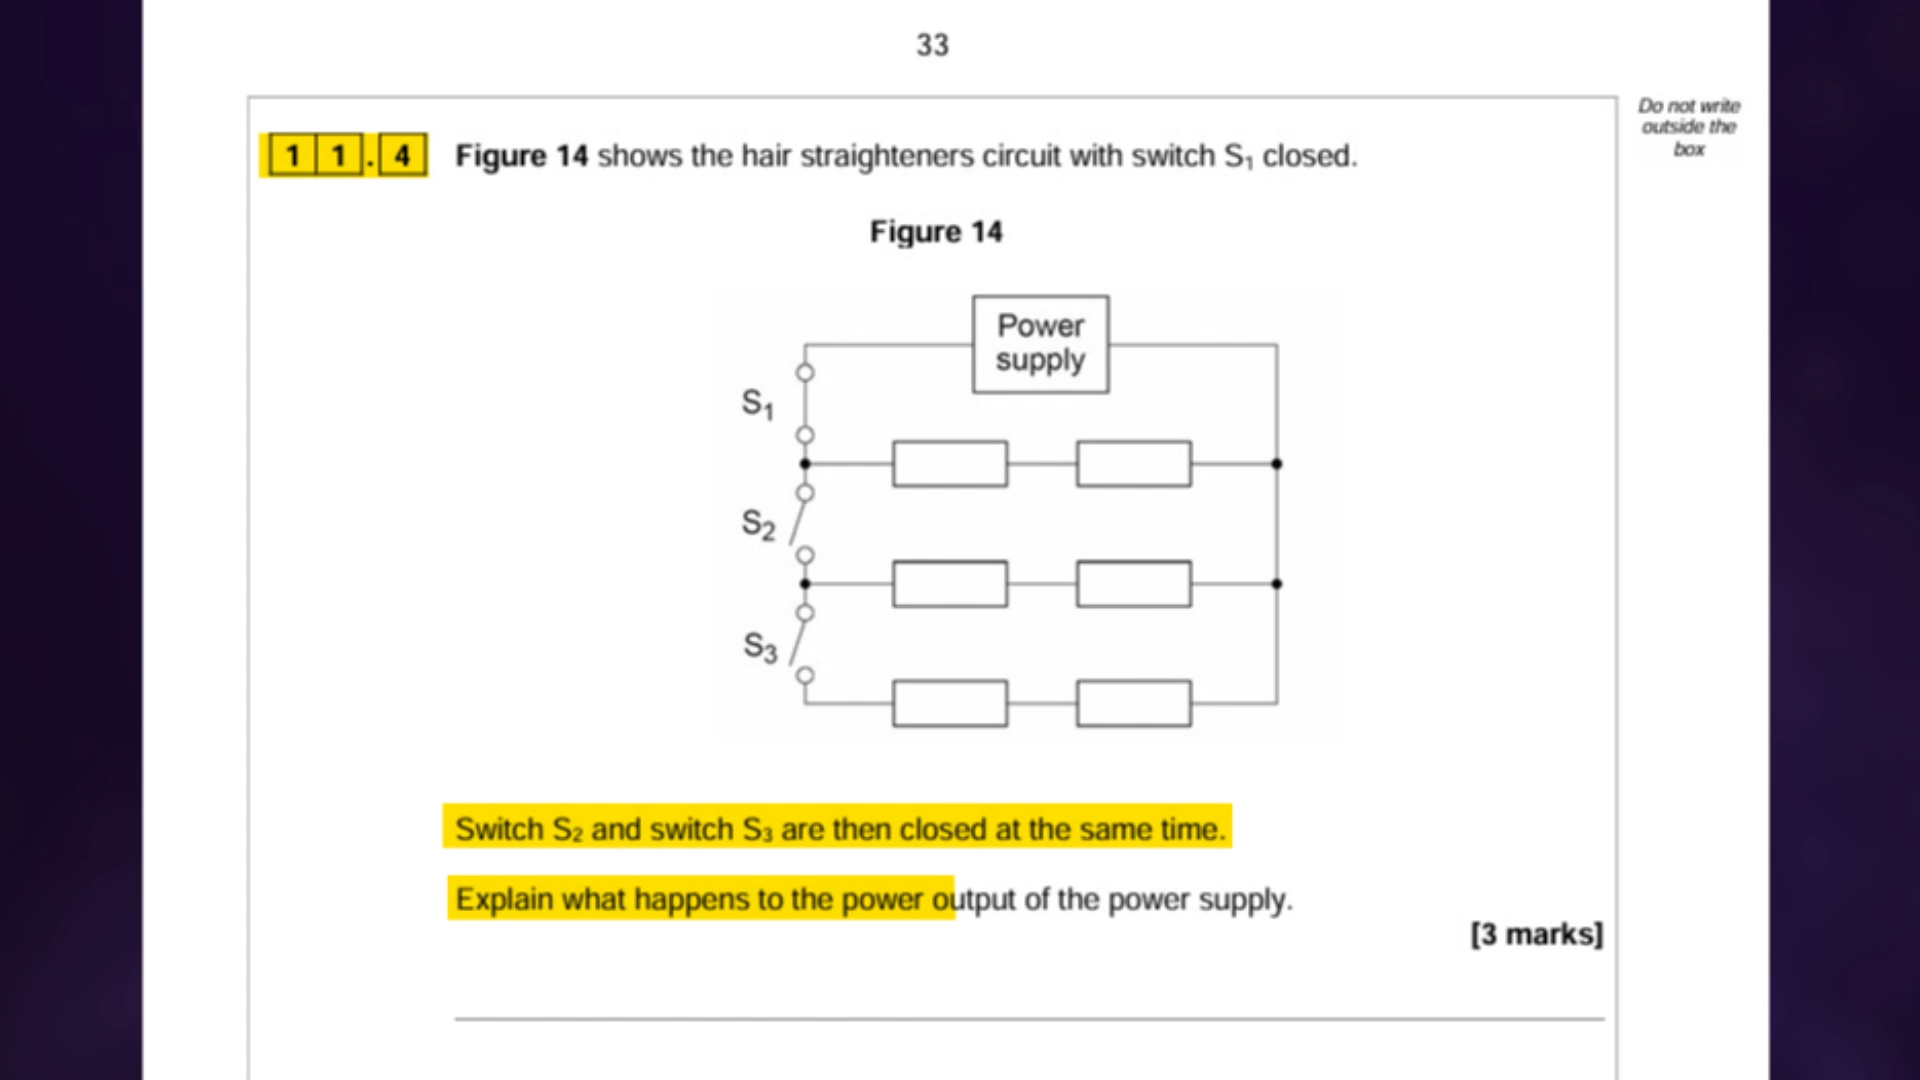 33
Do not write
outside the
box
11.4 Figure 14 shows the hair straighteners circuit with switch S₁ closed.
Figure 14
Power
supply
S₁
S₂
S₃
Switch S₂ and switch S₃ are then closed at the same time.
Explain what happens to the power output of the power supply.
[3 marks]